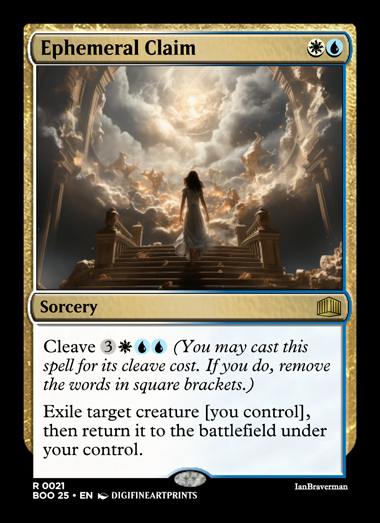 Ephemeral Claim
Sorcery
Cleave 3 (You may cast this
spell for its cleave cost. If you do, remove
the words in square brackets.)
Exile target creature [you control],
then return it to the battlefield under
your control.
R 0021
BOO 25 • EN DIGIFINEARTPRINTS
IanBraverman